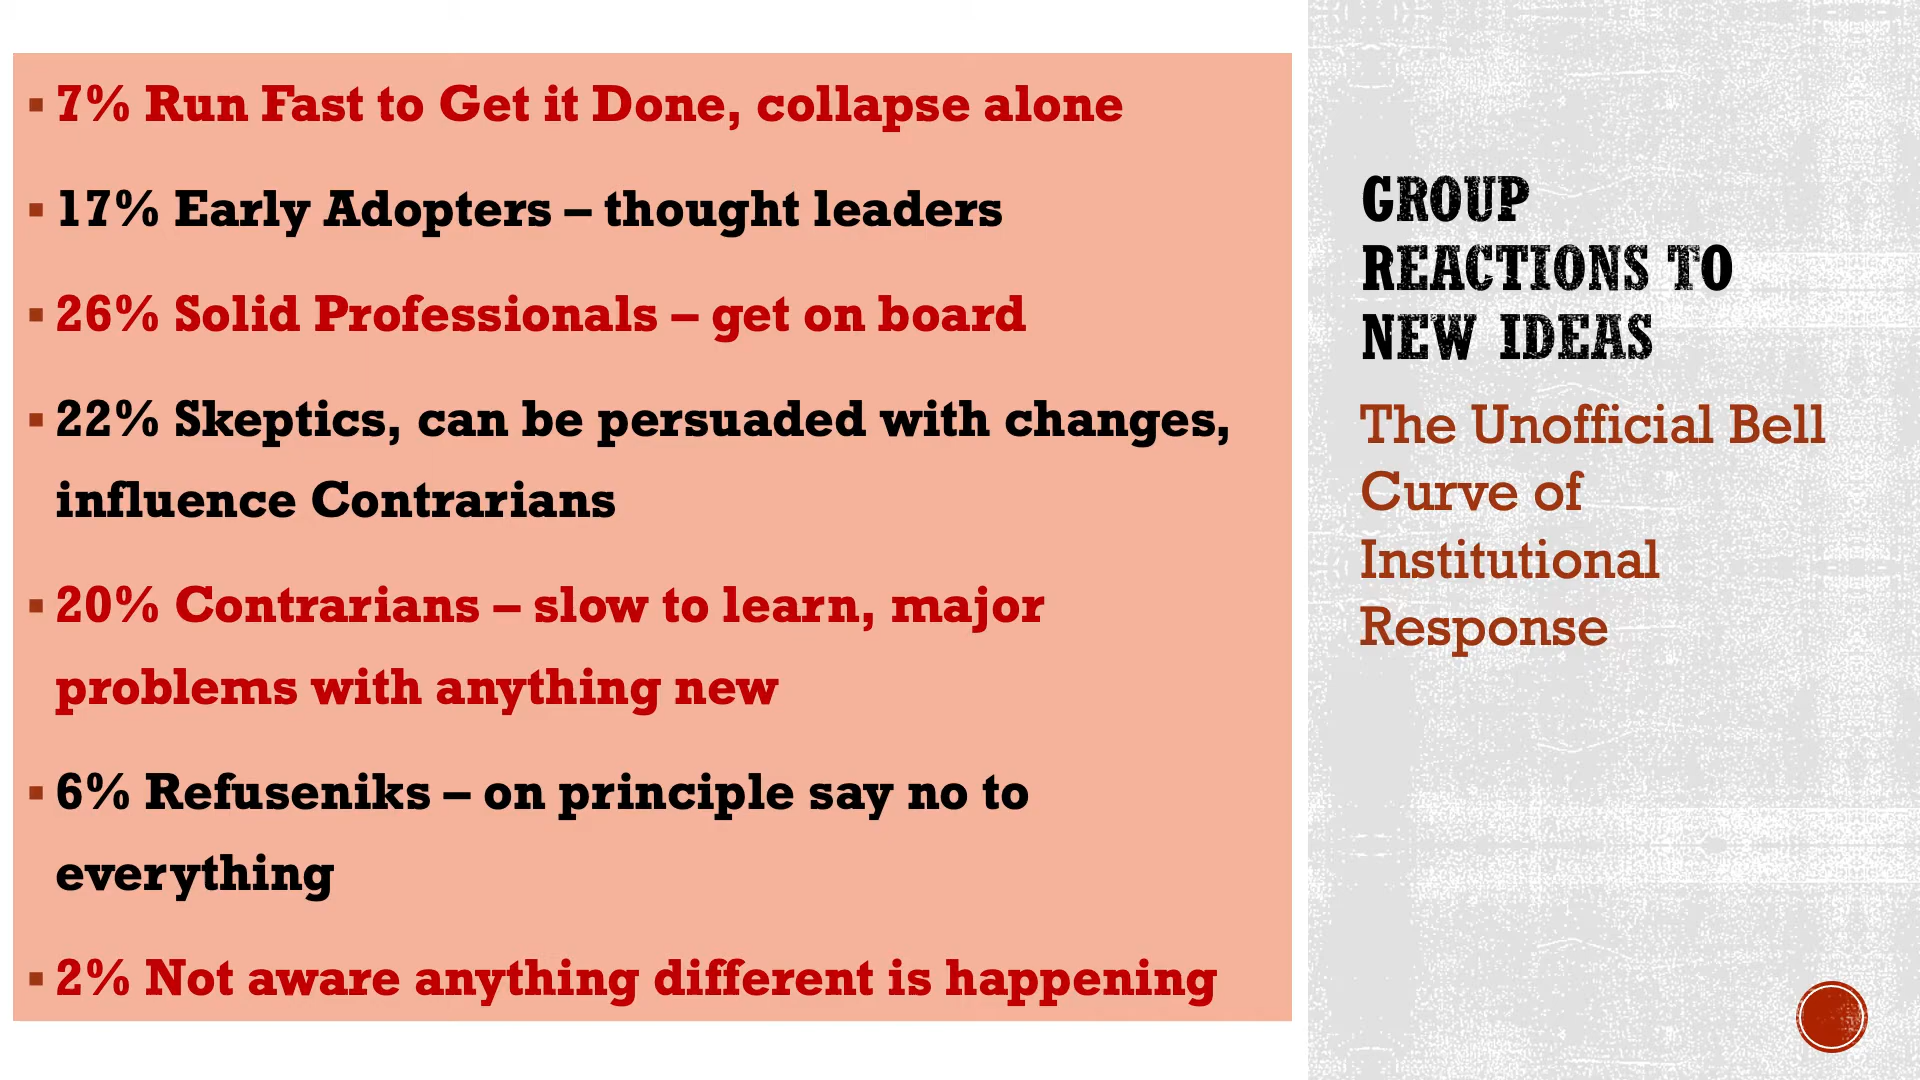 7% Run Fast to Get it Done, collapse alone
17% Early Adopters – thought leaders
26% Solid Professionals – get on board
22% Skeptics, can be persuaded with changes,
influence Contrarians
20% Contrarians – slow to learn, major
problems with anything new
6% Refuseniks – on principle say no to
everything
2% Not aware anything different is happening
GROUP
REACTIONS TO
NEW IDEAS
The Unofficial Bell
Curve of
Institutional
Response